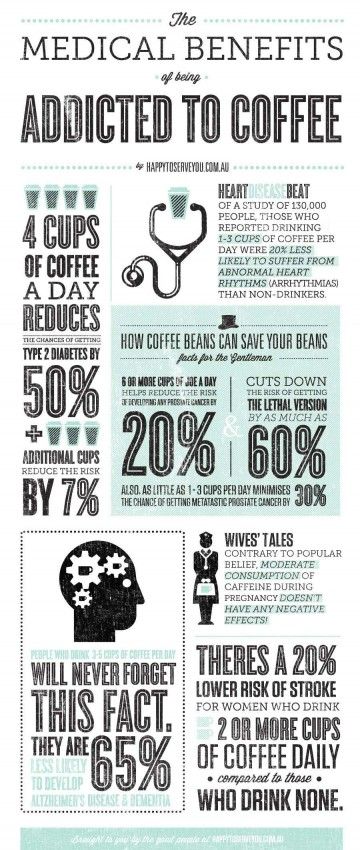 The
MEDICAL BENEFITS
of being
ADDICTED TO COFFEE
by HAPPYTOSERVEYOU.COM.AU
4 CUPS
OF COFFEE
A DAY
REDUCES
THE CHANCES OF GETTING
TYPE 2 DIABETES BY
50%
+
ADDITIONAL CUPS
REDUCE THE RISK
BY 7%
HEARTDISEASEBEAT
OF A STUDY OF 130,000
PEOPLE, THOSE WHO
REPORTED DRINKING
1-3 CUPS OF COFFEE PER
DAY WERE 20% LESS
LIKELY TO SUFFER FROM
ABNORMAL HEART
RHYTHMS (ARRHYTHMIAS)
THAN NON-DRINKERS.
HOW COFFEE BEANS CAN SAVE YOUR BEANS
facts for the Gentleman
6 OR MORE CUPS OF JOE A DAY
HELPS REDUCE THE RISK
OF DEVELOPING ANY PROSTATE CANCER BY
20%
&
CUTS DOWN
THE RISK OF GETTING
THE LETHAL VERSION
BY AS MUCH AS
60%
ALSO, AS LITTLE AS 1-3 CUPS PER DAY MINIMISES
THE CHANCE OF GETTING METASTATIC PROSTATE CANCER BY 30%
PEOPLE WHO DRINK 3-5 CUPS OF COFFEE PER DAY
WILL NEVER FORGET
THIS FACT.
THEY ARE
LESS LIKELY
TO DEVELOP
65%
ALTZHEIMER'S DISEASE & DEMENTIA
WIVES' TALES
CONTRARY TO POPULAR
BELIEF, MODERATE
CONSUMPTION OF
CAFFEINE DURING
PREGNANCY DOESN'T
HAVE ANY NEGATIVE
EFFECTS!
THERES A 20%
LOWER RISK OF STROKE
FOR WOMEN WHO DRINK
2 OR MORE CUPS
OF COFFEE DAILY
compared to those
WHO DRINK NONE.
Brought to you by the good people at HAPPYTOSERVEYOU.COM.AU